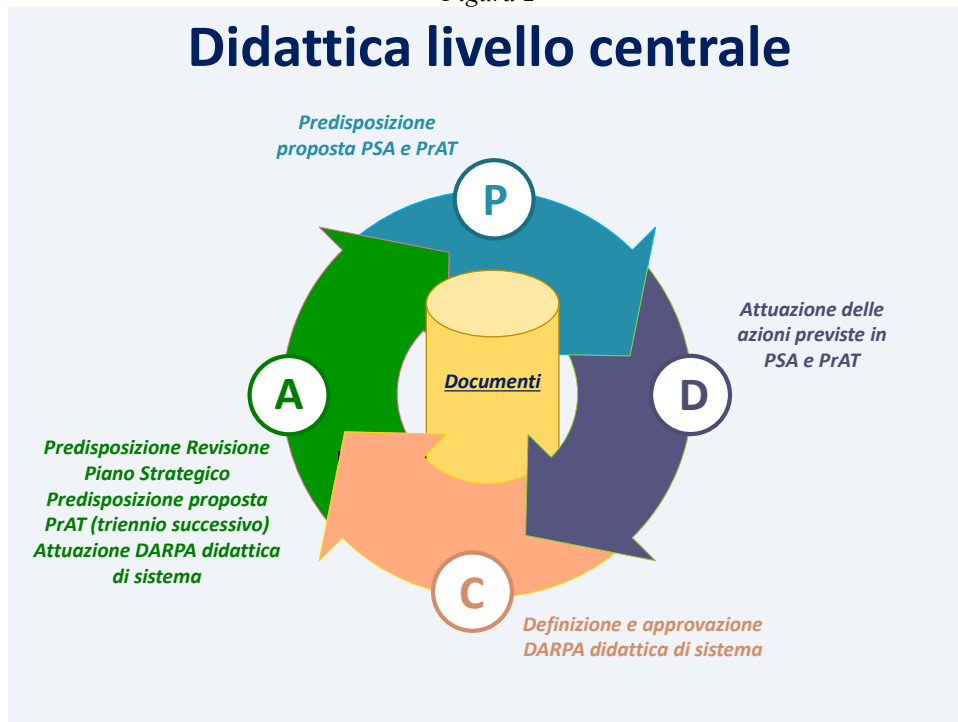 Didattica livello centrale
Predisposizione
proposta PSA e PrAT
P
Attuazione delle
azioni previste in
PSA e PrAT
Documenti
A
D
Predisposizione Revisione
Piano Strategico
Predisposizione proposta
PrAT (triennio successivo)
Attuazione DARPA didattica
di sistema
C
Definizione e approvazione
DARPA didattica di sistema